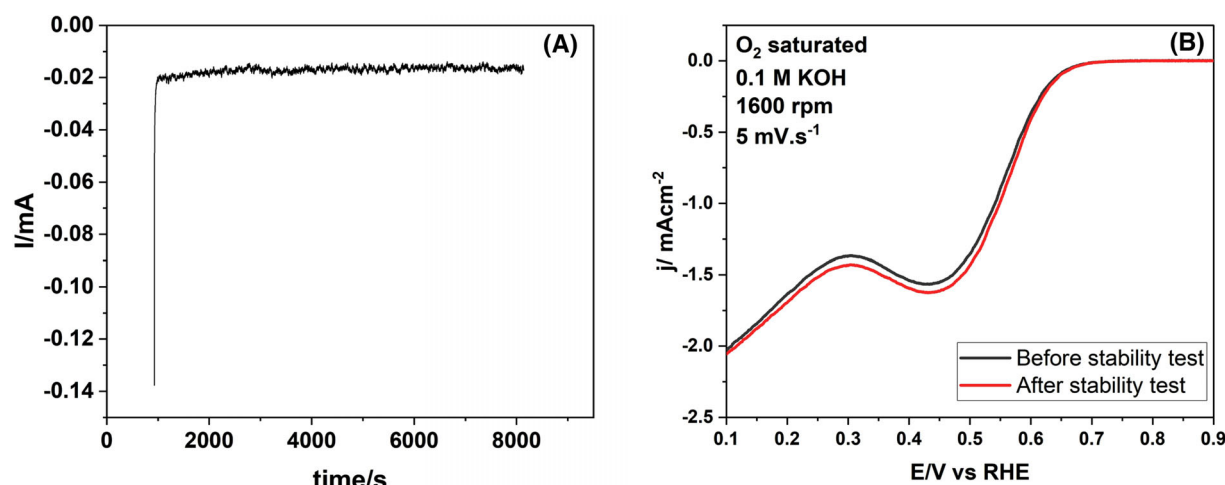 (A)
0.00
-0.02
-0.04
-0.06
-0.08
-0.10
-0.12
-0.14
I/mA
0 2000 4000 6000 8000
time/s
(B)
O2 saturated
0.1 M KOH
1600 rpm
5 mV.s-1
0.0
-0.5
-1.0
-1.5
-2.0
-2.5
j/ mAcm-2
Before stability test
After stability test
0.1 0.2 0.3 0.4 0.5 0.6 0.7 0.8 0.9
E/V vs RHE